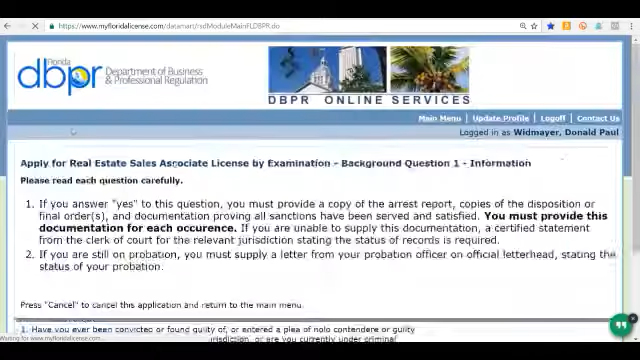 www.myfloridalicense.com/datamart/rsdModuleMainFLDBPR.do
Florida
dbpr Department of Business
& Professional Regulation
DBPR ONLINE SERVICES
Main Menu | Update Profile | Logoff | Contact Us
Logged in as Widmayer, Donald Paul
Apply for Real Estate Sales Associate License by Examination - Background Question 1 - Information
Please read each question carefully.
1. If you answer "yes" to this question, you must provide a copy of the arrest report, copies of the disposition or
final order(s), and documentation proving all sanctions have been served and satisfied. You must provide this
documentation for each occurence. If you are unable to supply this documentation, a certified statement
from the clerk of court for the relevant jurisdiction stating the status of records is required.
2. If you are still on probation, you must supply a letter from your probation officer on official letterhead, stating the
status of your probation.
Press "Cancel" to cancel this application and return to the main menu.
1. Have you ever been convicted or found guilty of, or entered a plea of nolo contendere or guilty
jurisdiction, or are you currently under criminal
Waiting for www.myfloridalicense.com...